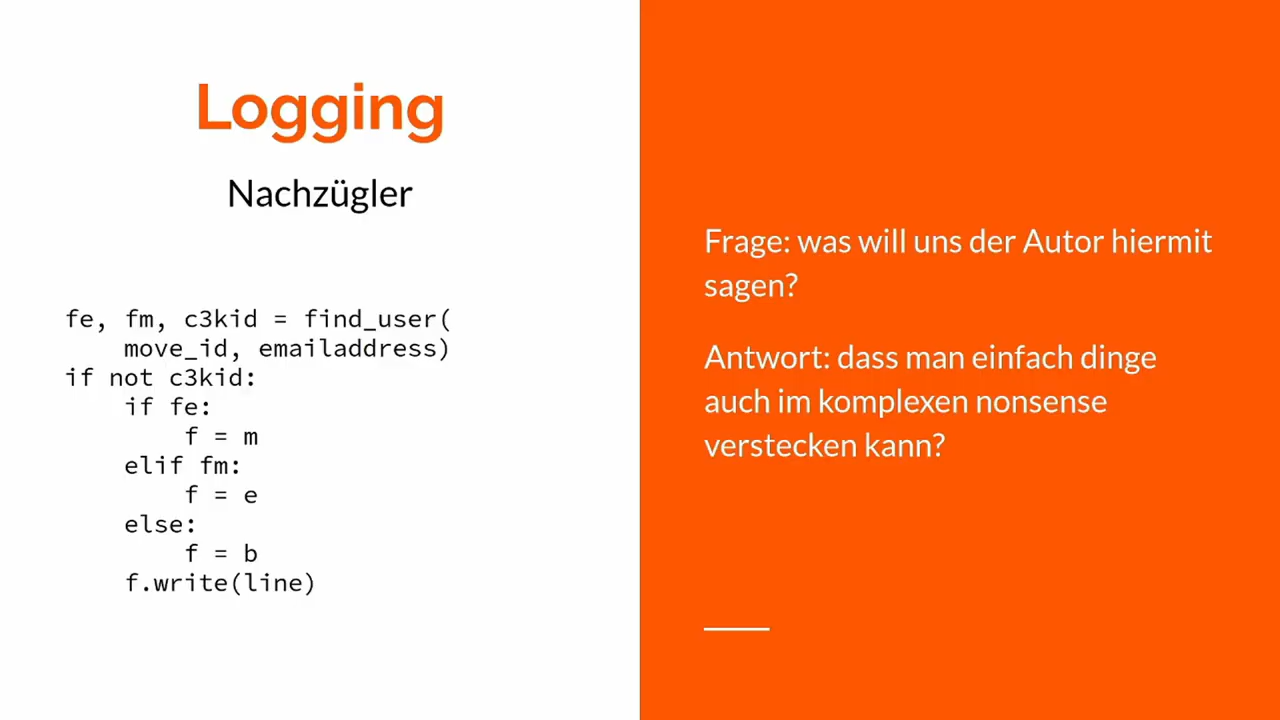 Logging
Nachzügler
fe, fm, c3kid = find_user(
    move_id, emailaddress)
if not c3kid:
    if fe:
        f = m
    elif fm:
        f = e
    else:
        f = b
    f.write(line)
Frage: was will uns der Autor hiermit
sagen?
Antwort: dass man einfach dinge
auch im komplexen nonsense
verstecken kann?